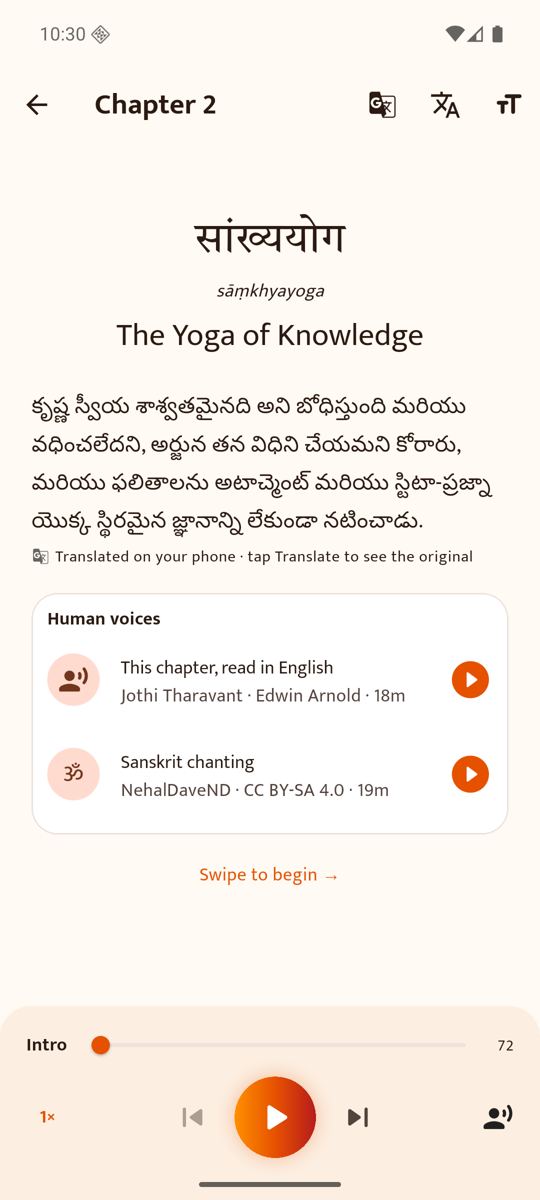 10:30
Chapter 2
सांख्ययोग
sāṃkhyayoga
The Yoga of Knowledge
కృష్ణ స్వీయ శాశ్వతమైనది అని బోధిస్తుంది మరియు
వధించలేదని, అర్జున తన విధిని చేయమని కోరారు,
మరియు ఫలితాలను అటాచ్మెంట్ మరియు స్టిటా-ప్రజ్నా
యొక్క స్థిరమైన జ్ఞానాన్ని లేకుండా నటించాడు.
Translated on your phone · tap Translate to see the original
Human voices
This chapter, read in English
Jothi Tharavant · Edwin Arnold · 18m
ॐ
Sanskrit chanting
NehalDaveND · CC BY-SA 4.0 · 19m
Swipe to begin →
Intro
72
1×